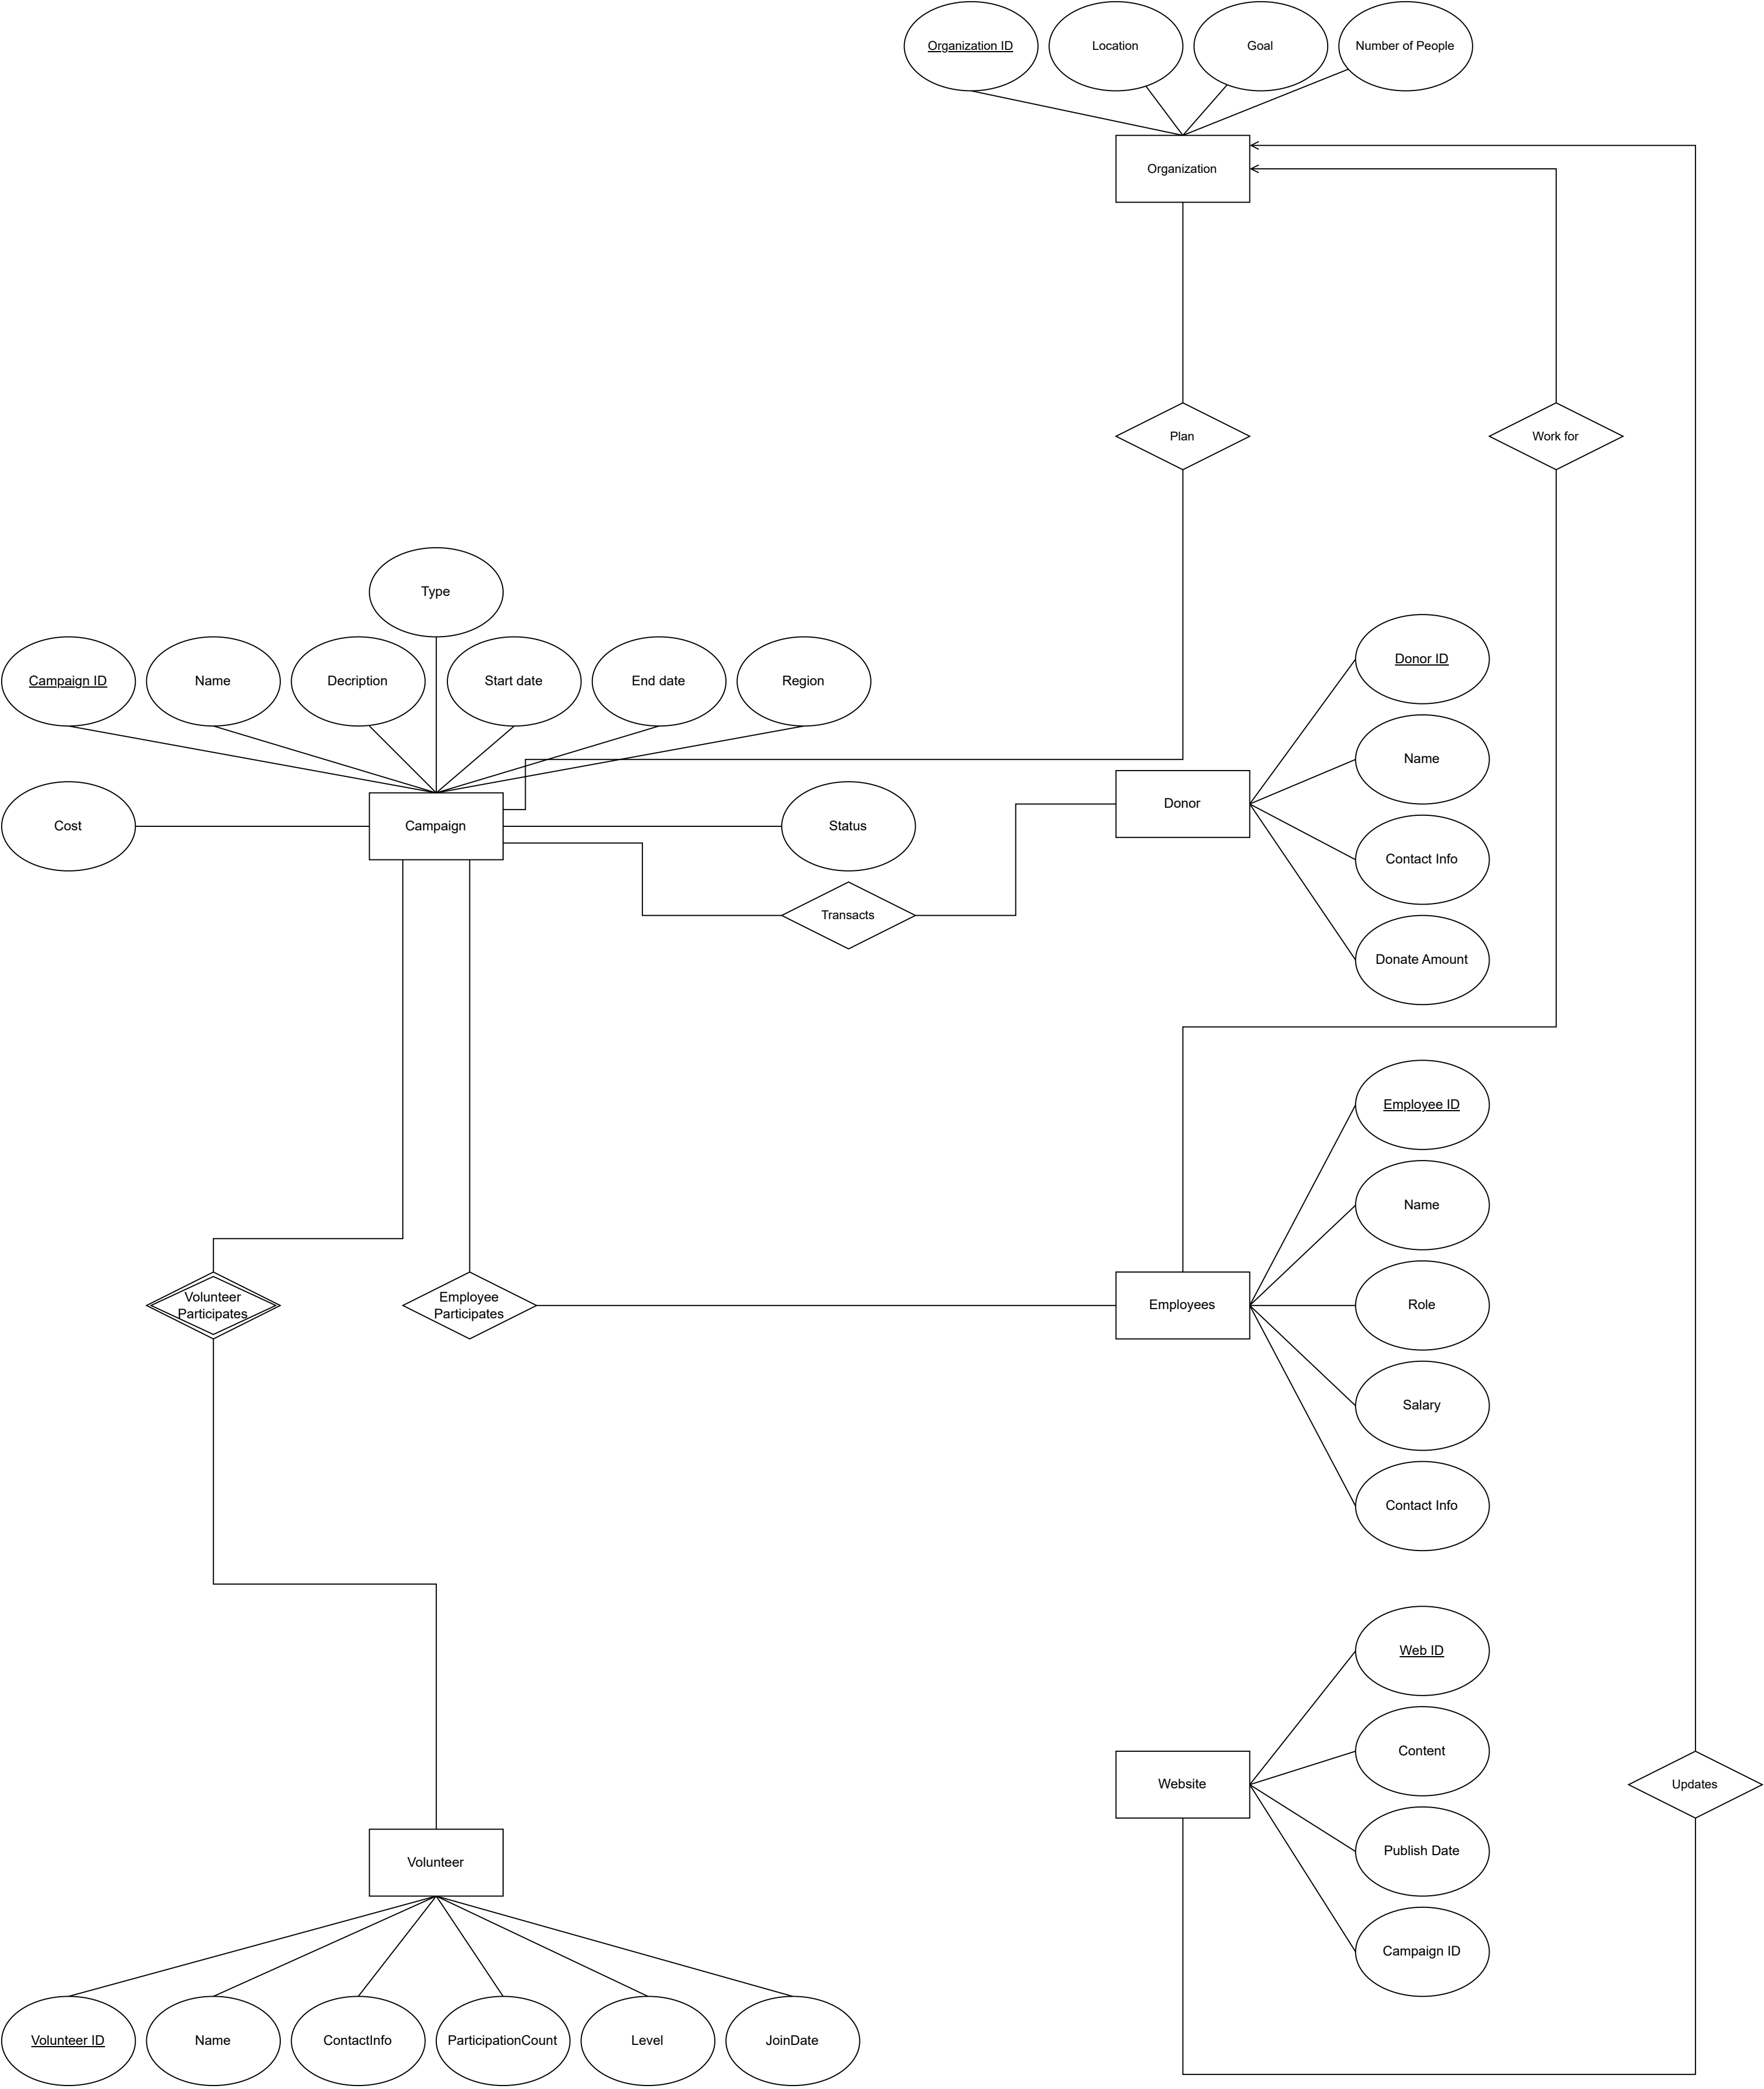 Organization ID
Location
Goal
Number of People
Organization
Plan
Work for
Type
Campaign ID
Name
Decription
Start date
End date
Region
Donor ID
Name
Cost
Campaign
Status
Donor
Contact Info
Transacts
Donate Amount
Employee ID
Name
Volunteer
Participates
Employee
Participates
Employees
Role
Salary
Contact Info
Web ID
Content
Website
Updates
Publish Date
Volunteer
Campaign ID
Volunteer ID
Name
ContactInfo
ParticipationCount
Level
JoinDate